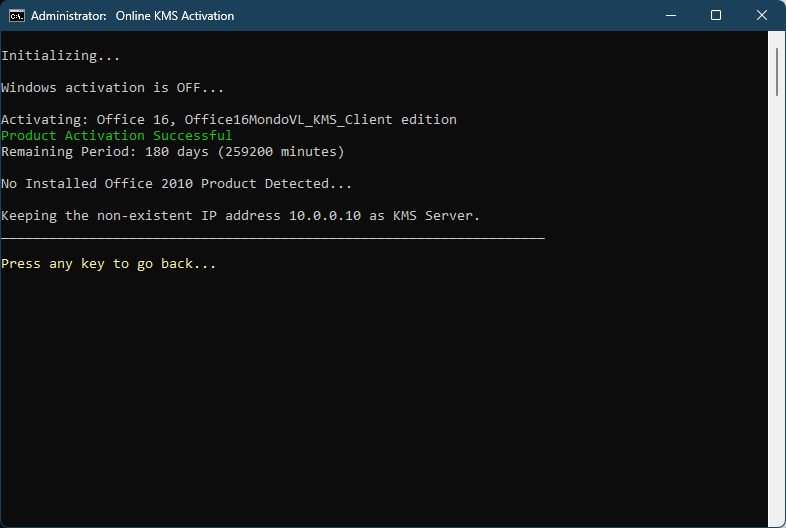 Administrator:  Online KMS Activation
Initializing...
Windows activation is OFF...
Activating: Office 16, Office16MondoVL_KMS_Client edition
Product Activation Successful
Remaining Period: 180 days (259200 minutes)
No Installed Office 2010 Product Detected...
Keeping the non-existent IP address 10.0.0.10 as KMS Server.
____________________________________________________________________
Press any key to go back...